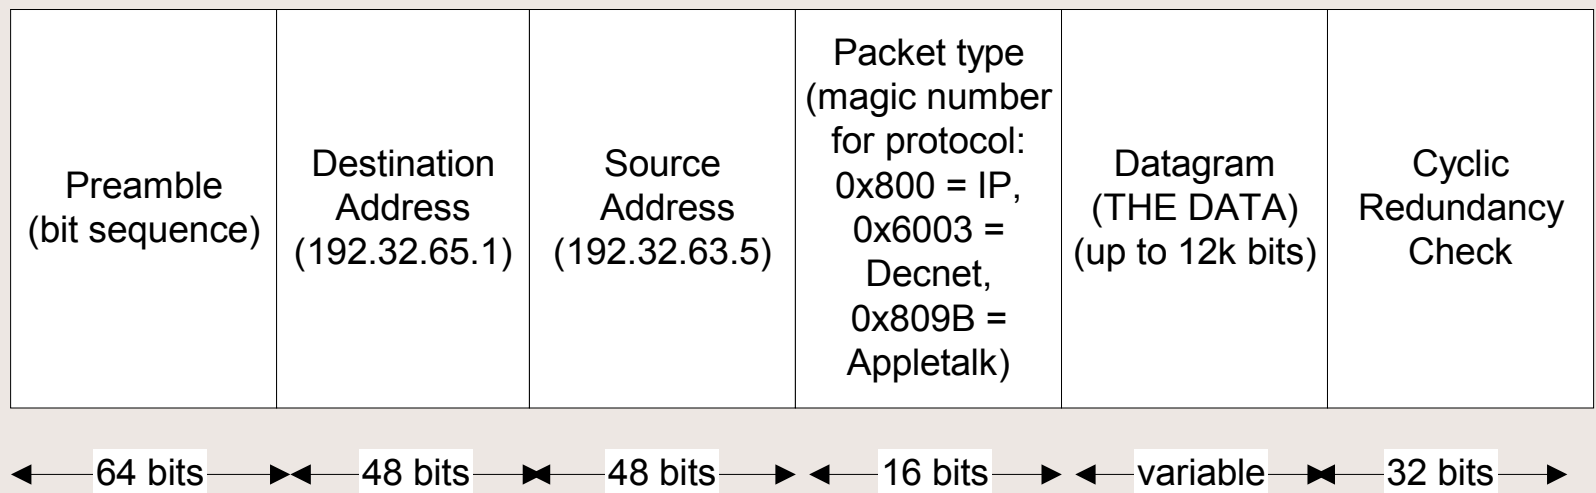 Preamble
(bit sequence)
Destination
Address
(192.32.65.1)
Source
Address
(192.32.63.5)
Packet type
(magic number
for protocol:
0x800 = IP,
0x6003 =
Decnet,
0x809B =
Appletalk)
Datagram
(THE DATA)
(up to 12k bits)
Cyclic
Redundancy
Check
64 bits
48 bits
48 bits
16 bits
variable
32 bits